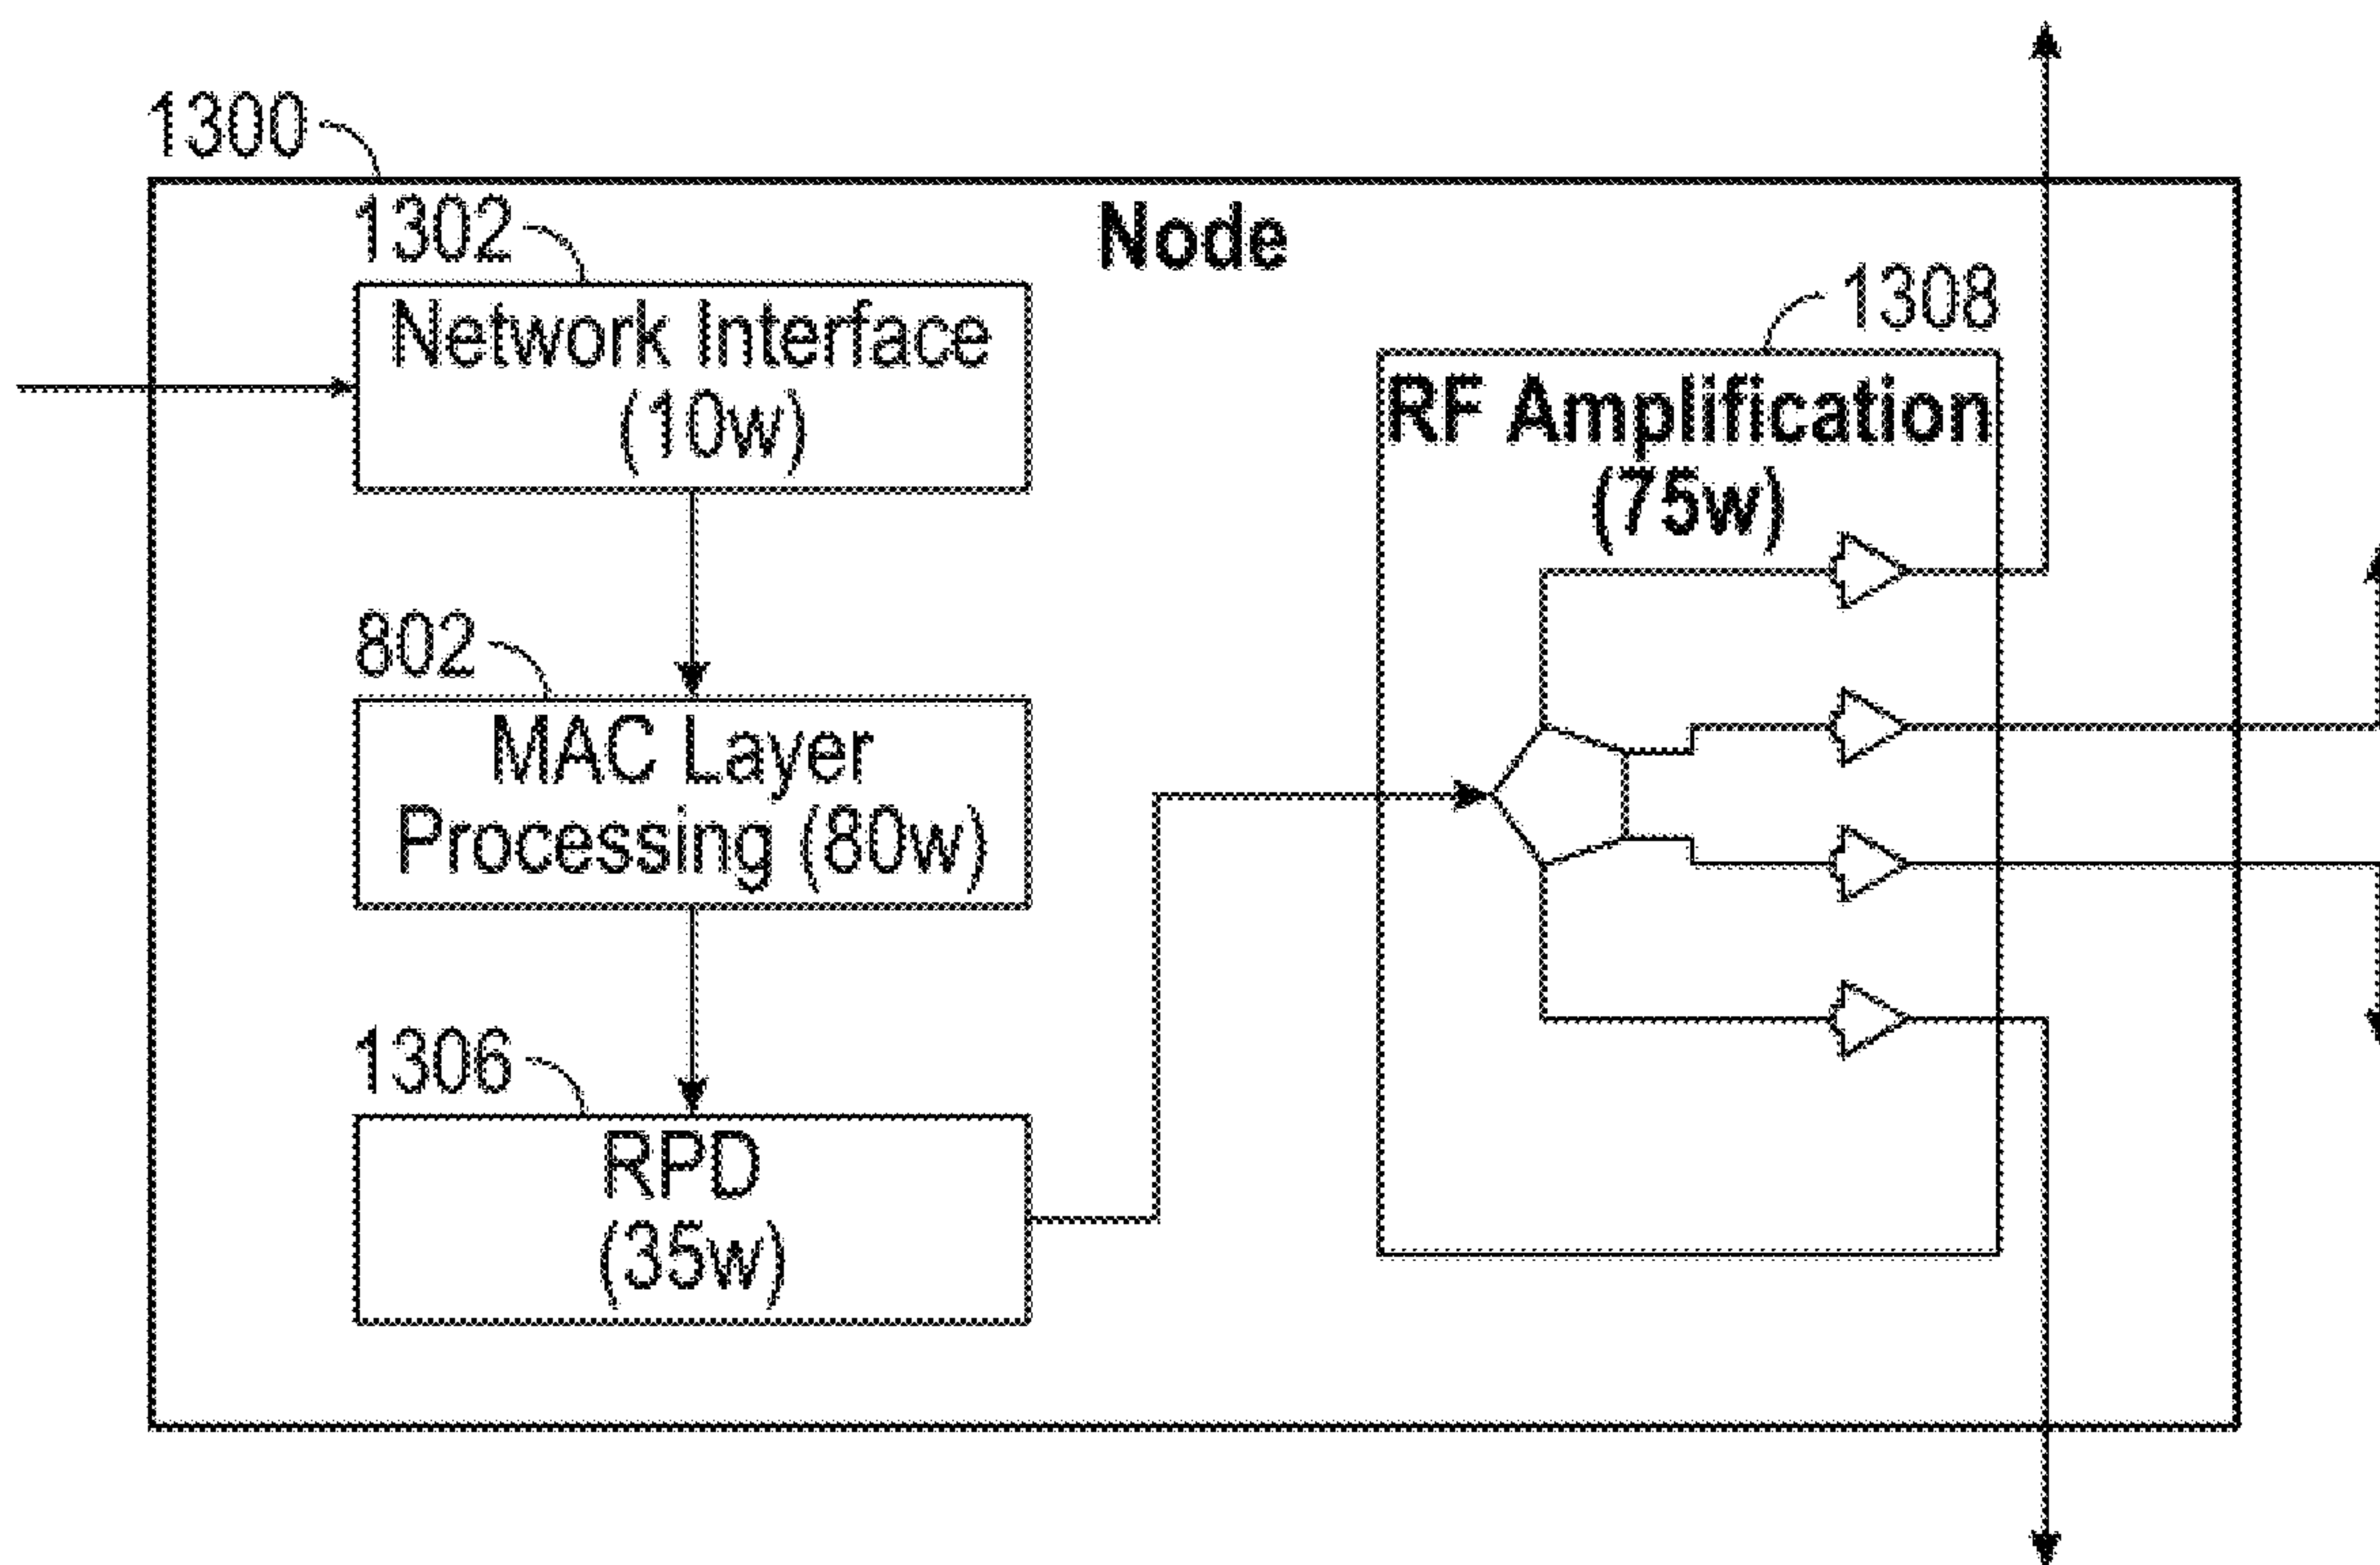 1300
1302
Node
Network Interface
(10w)
1308
RF Amplification
(75w)
802
MAC Layer
Processing (80w)
1306
RPD
(35w)